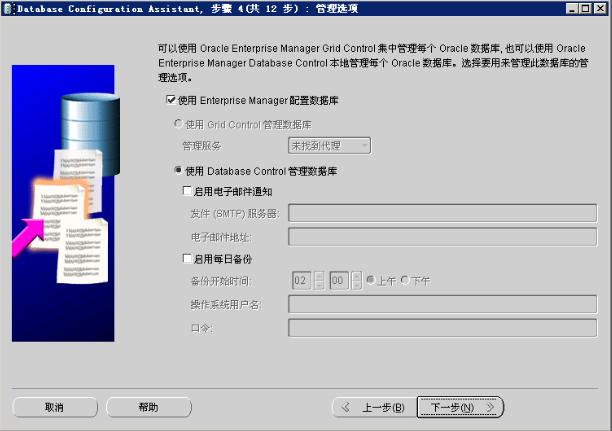 Database Configuration Assistant, 步骤 4(共 12 步) : 管理选项
可以使用 Oracle Enterprise Manager Grid Control 集中管理每个 Oracle 数据库, 也可以使用 Oracle
Enterprise Manager Database Control 本地管理每个 Oracle 数据库。选择要用来管理此数据库的管
理选项。
使用 Enterprise Manager 配置数据库
使用 Grid Control 管理数据库
管理服务 未找到代理
使用 Database Control 管理数据库
启用电子邮件通知
发件 (SMTP) 服务器:
电子邮件地址:
启用每日备份
备份开始时间: 02 00 上午 下午
操作系统用户名:
口令:
取消 帮助 上一步(B) 下一步(N)